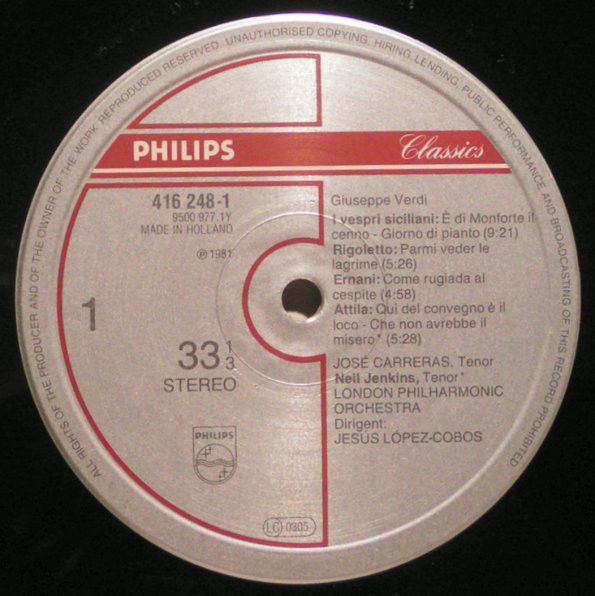 ALL RIGHTS OF THE PRODUCER AND OF THE OWNER OF THE WORK REPRODUCED RESERVED. UNAUTHORISED COPYING, HIRING, LENDING, PUBLIC PERFORMANCE AND BROADCASTING OF THIS RECORD PROHIBITED
PHILIPS
Classics
416 248-1
9500 977.1Y
MADE IN HOLLAND
℗ 1981
1
33 1/3
STEREO
PHILIPS
LC 0305
Giuseppe Verdi
I vespri siciliani: È di Monforte il
cenno - Giorno di pianto (9:21)
Rigoletto: Parmi veder le
lagrime (5:26)
Ernani: Come rugiada al
cespite (4:58)
Attila: Qui del convegno è il
loco - Che non avrebbe il
misero* (5:28)
JOSÉ CARRERAS, Tenor
Neil Jenkins, Tenor*
LONDON PHILHARMONIC
ORCHESTRA
Dirigent:
JESÚS LÓPEZ-COBOS